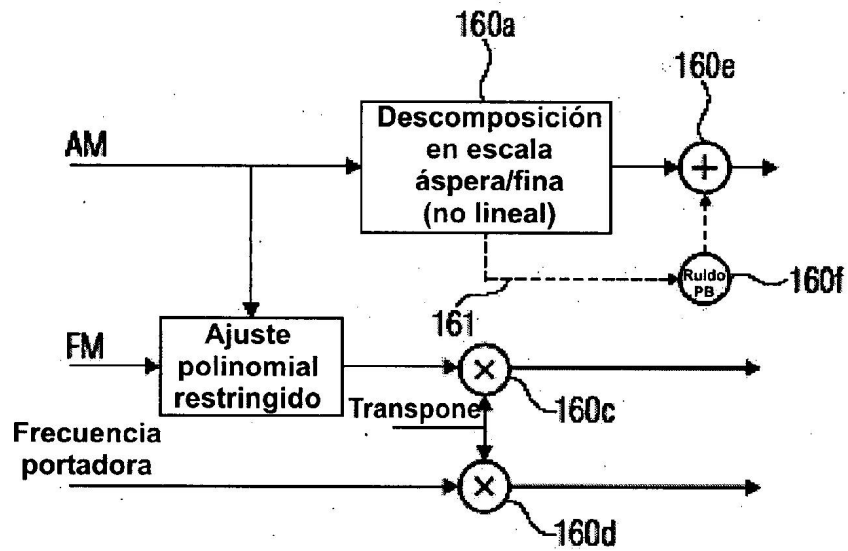 160a
160e
AM
Descomposición
en escala
áspera/fina
(no lineal)
+
Ruido
PB
160f
161
FM
Ajuste
polinomial
restringido
×
160c
Transpone
Frecuencia
portadora
×
160d